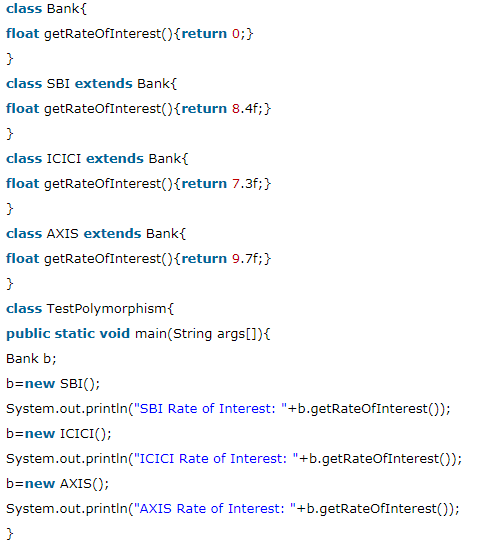 class Bank{
float getRateOfInterest(){return 0;}
}
class SBI extends Bank{
float getRateOfInterest(){return 8.4f;}
}
class ICICI extends Bank{
float getRateOfInterest(){return 7.3f;}
}
class AXIS extends Bank{
float getRateOfInterest(){return 9.7f;}
}
class TestPolymorphism{
public static void main(String args[]){
Bank b;
b=new SBI();
System.out.println("SBI Rate of Interest: "+b.getRateOfInterest());
b=new ICICI();
System.out.println("ICICI Rate of Interest: "+b.getRateOfInterest());
b=new AXIS();
System.out.println("AXIS Rate of Interest: "+b.getRateOfInterest());
}